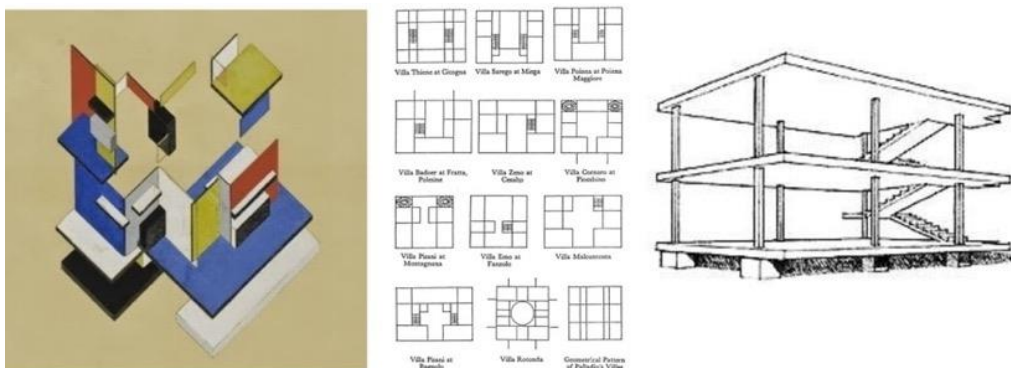 Villa Thiene at Cicogna
Villa Sarego at Miega
Villa Poiana at Poiana
Maggiore
Villa Badoer at Fratta,
Polesine
Villa Zeno at
Cessalto
Villa Cornaro at
Piombino
Villa Pisani at
Montagnana
Villa Emo at
Fanzolo
Villa Malcontenta
Villa Pisani at
Bagnolo
Villa Rotonda
Geometrical Pattern
of Palladio's Villas